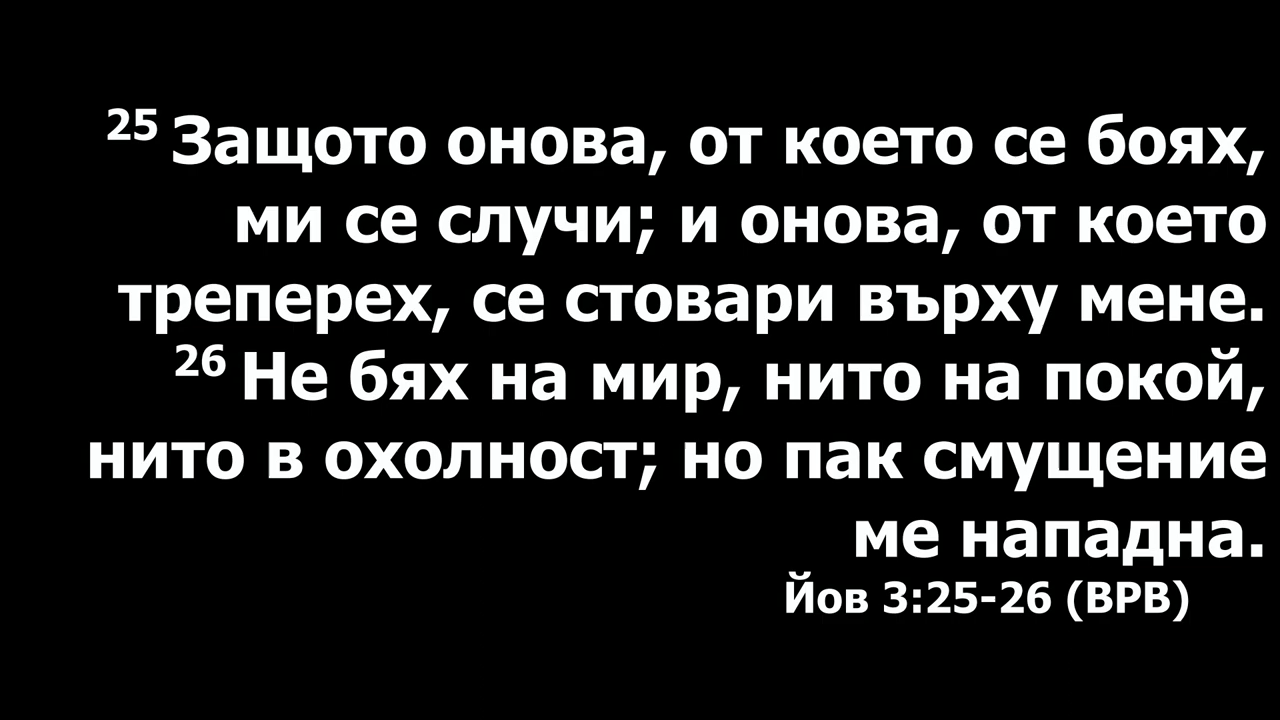 25 Защото онова, от което се боях,
ми се случи; и онова, от което
треперех, се стовари върху мене.
26 Не бях на мир, нито на покой,
нито в охолност; но пак смущение
ме нападна.
Йов 3:25-26 (ВРВ)